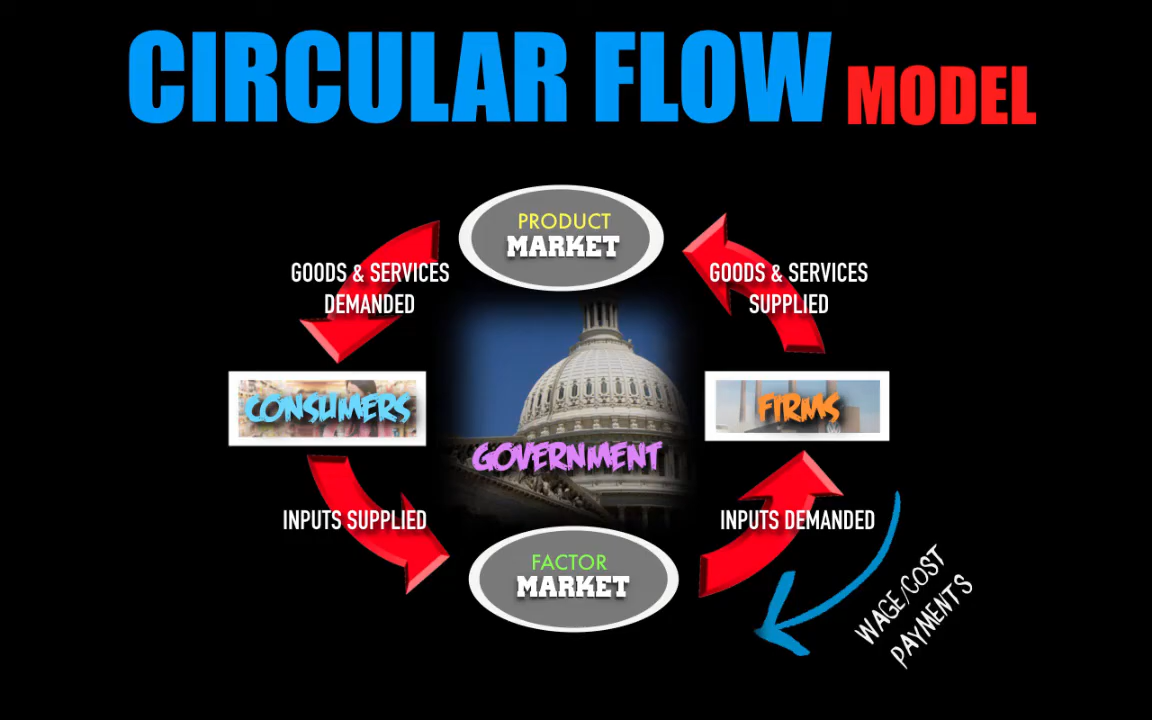 CIRCULAR FLOW MODEL
PRODUCT
MARKET
GOODS & SERVICES
DEMANDED
GOODS & SERVICES
SUPPLIED
CONSUMERS
FIRMS
GOVERNMENT
INPUTS SUPPLIED
INPUTS DEMANDED
FACTOR
MARKET
WAGE/COST
PAYMENTS